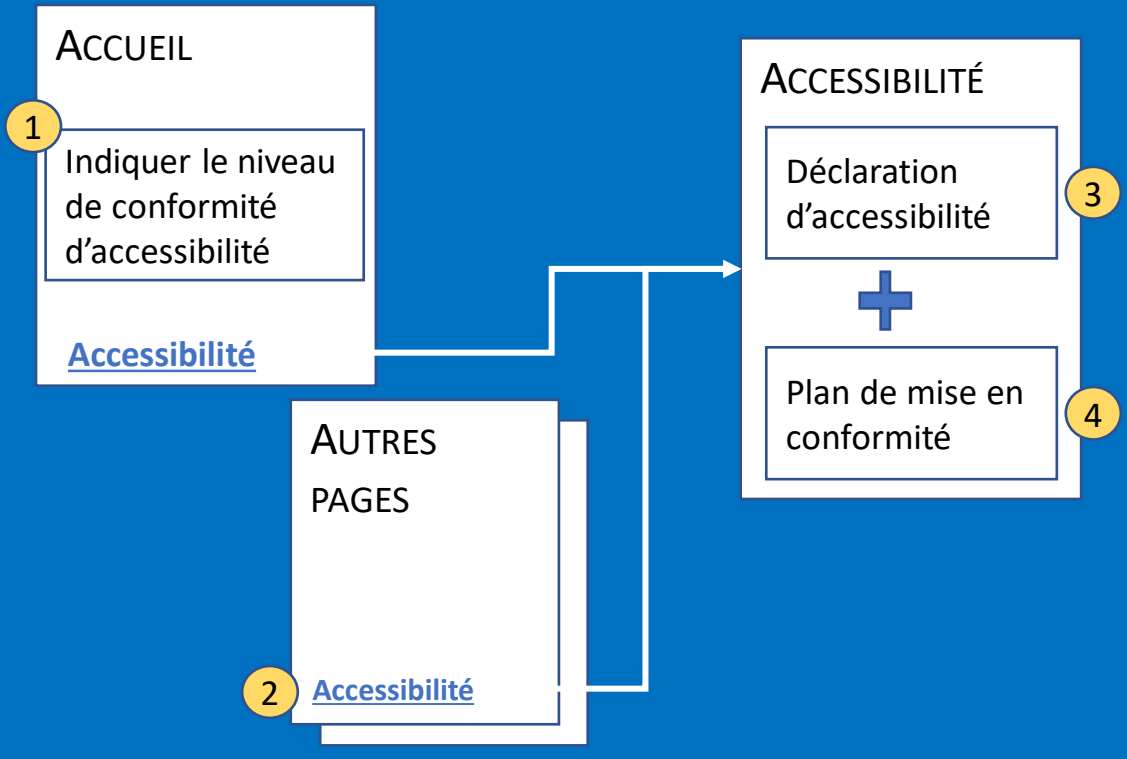 ACCUEIL
1
Indiquer le niveau
de conformité
d’accessibilité
Accessibilité
AUTRES
PAGES
2
Accessibilité
ACCESSIBILITÉ
Déclaration
d’accessibilité
3
Plan de mise en
conformité
4